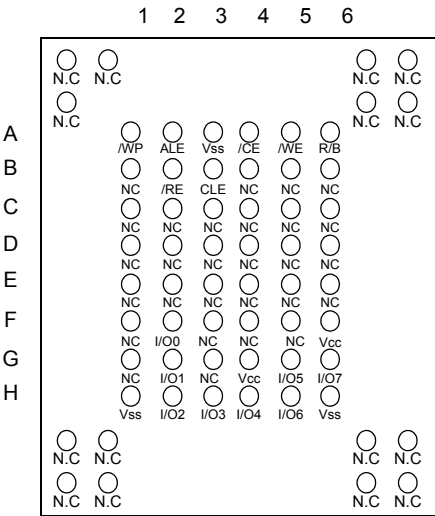 1 2 3 4 5 6
N.C N.C N.C N.C
N.C N.C N.C
A
/WP ALE Vss /CE /WE R/B
B
NC /RE CLE NC NC NC
C
NC NC NC NC NC NC
D
NC NC NC NC NC NC
E
NC NC NC NC NC NC
F
NC I/O0 NC NC NC Vcc
G
NC I/O1 NC Vcc I/O5 I/O7
H
Vss I/O2 I/O3 I/O4 I/O6 Vss
N.C N.C N.C N.C
N.C N.C N.C N.C